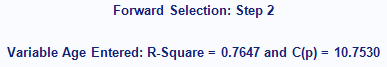 Forward Selection: Step 2
Variable Age Entered: R-Square = 0.7647 and C(p) = 10.7530